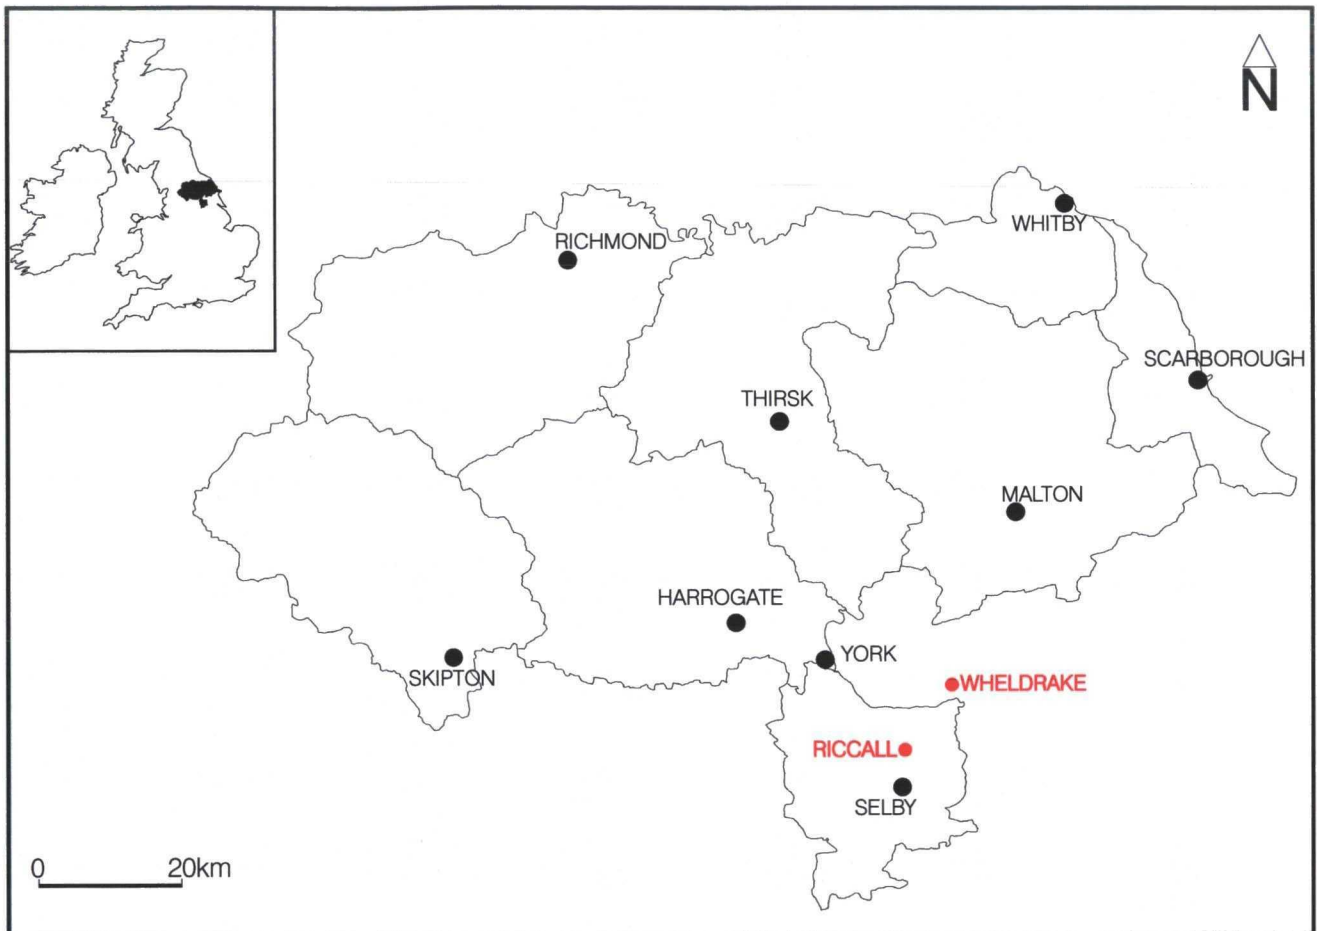 N
WHITBY
RICHMOND
SCARBOROUGH
THIRSK
MALTON
HARROGATE
YORK
SKIPTON
WHELDRAKE
RICCALL
SELBY
0 20km